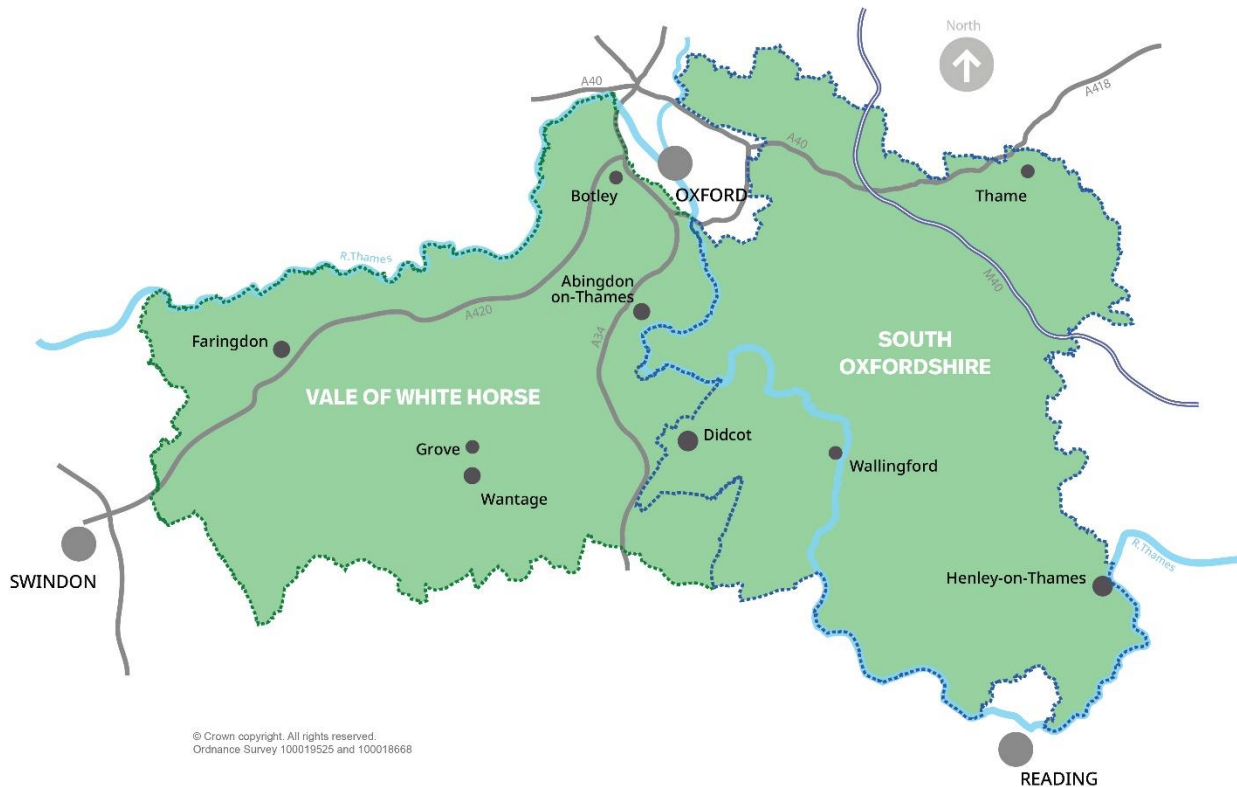 North
A40
A418
A40
Thame
Botley
OXFORD
R.Thames
M40
Abingdon
on-Thames
A420
Faringdon
A34
SOUTH
OXFORDSHIRE
VALE OF WHITE HORSE
Didcot
Grove
Wallingford
Wantage
R.Thames
SWINDON
Henley-on-Thames
© Crown copyright. All rights reserved.
Ordnance Survey 100019525 and 100018668
READING